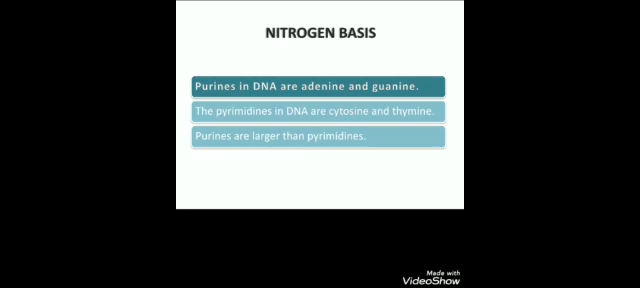 NITROGEN BASIS
Purines in DNA are adenine and guanine.
The pyrimidines in DNA are cytosine and thymine.
Purines are larger than pyrimidines.
Made with
VideoShow